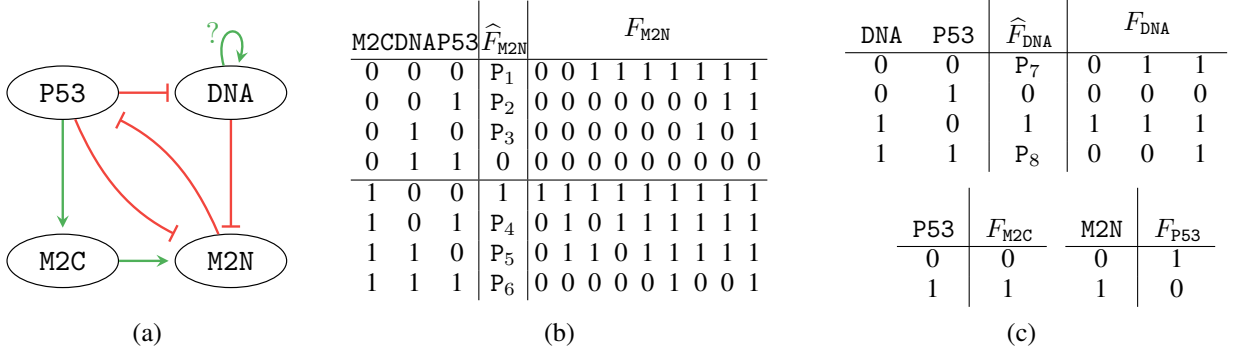 ?
P53 DNA
M2C M2N
(a)
M2C DNA P53 F̂_M2N F_M2N
0 0 0 P₁ 0 0 1 1 1 1 1 1 1
0 0 1 P₂ 0 0 0 0 0 0 0 1 1
0 1 0 P₃ 0 0 0 0 0 0 1 0 1
0 1 1 0 0 0 0 0 0 0 0 0 0
1 0 0 1 1 1 1 1 1 1 1 1 1
1 0 1 P₄ 0 1 0 1 1 1 1 1 1
1 1 0 P₅ 0 1 1 0 1 1 1 1 1
1 1 1 P₆ 0 0 0 0 0 1 0 0 1
(b)
DNA P53 F̂_DNA F_DNA
0 0 P₇ 0 1 1
0 1 0 0 0 0
1 0 1 1 1 1
1 1 P₈ 0 0 1
P53 F_M2C M2N F_P53
0 0 0 1
1 1 1 0
(c)